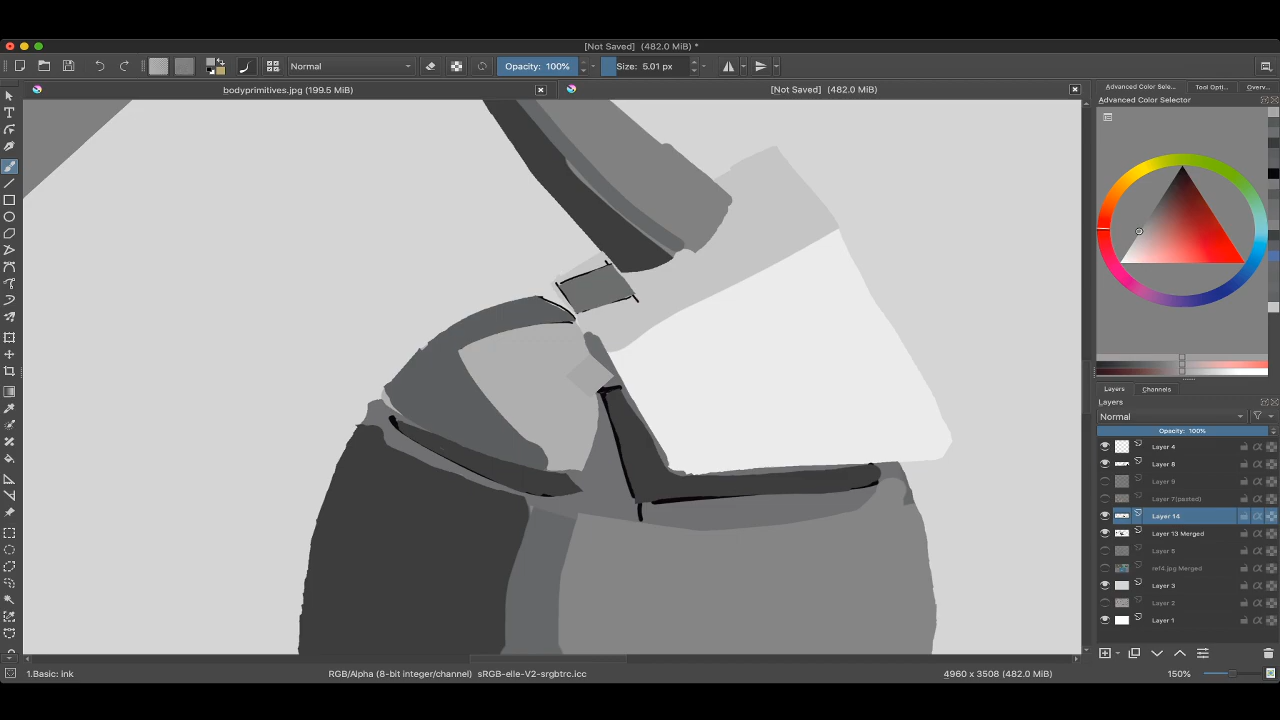 [Not Saved] (482.0 MiB) *
Normal
Opacity: 100%
Size: 5.01 px
bodyprimitives.jpg (199.5 MiB)
[Not Saved] (482.0 MiB)
Advanced Color Sele...
Tool Opti...
Overv...
Advanced Color Selector
Layers
Channels
Layers
Normal
Opacity: 100%
Layer 4
Layer 8
Layer 9
Layer 7(pasted)
Layer 14
Layer 13 Merged
ref4.jpg Merged
Layer 3
Layer 2
Layer 1
1.Basic: ink
RGB/Alpha (8-bit integer/channel) sRGB-elle-V2-srgbtrc.icc
4960 x 3508 (482.0 MiB)
150%